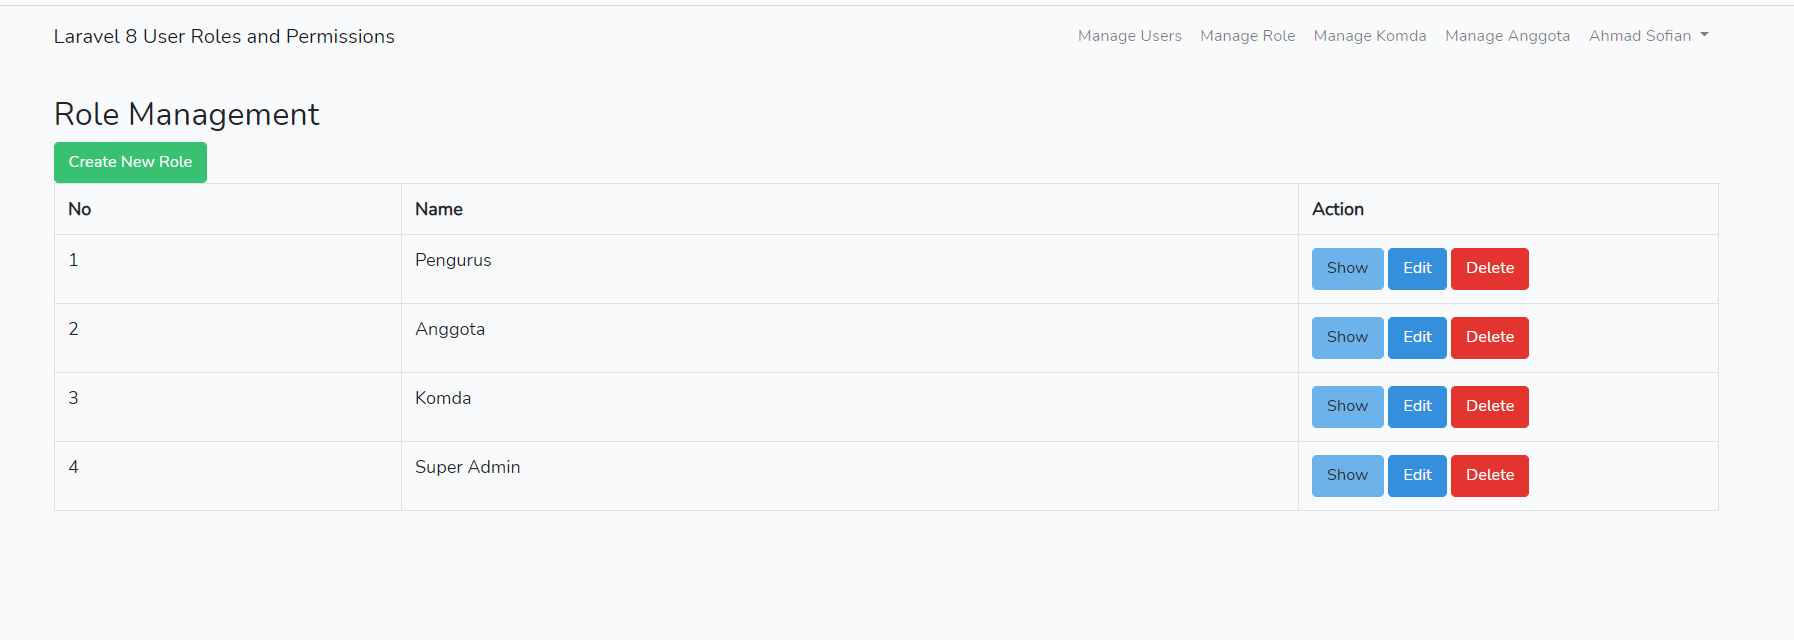 Laravel 8 User Roles and Permissions Manage Users Manage Role Manage Komda Manage Anggota Ahmad Sofian
Role Management
Create New Role
No Name Action
1 Pengurus Show Edit Delete
2 Anggota Show Edit Delete
3 Komda Show Edit Delete
4 Super Admin Show Edit Delete